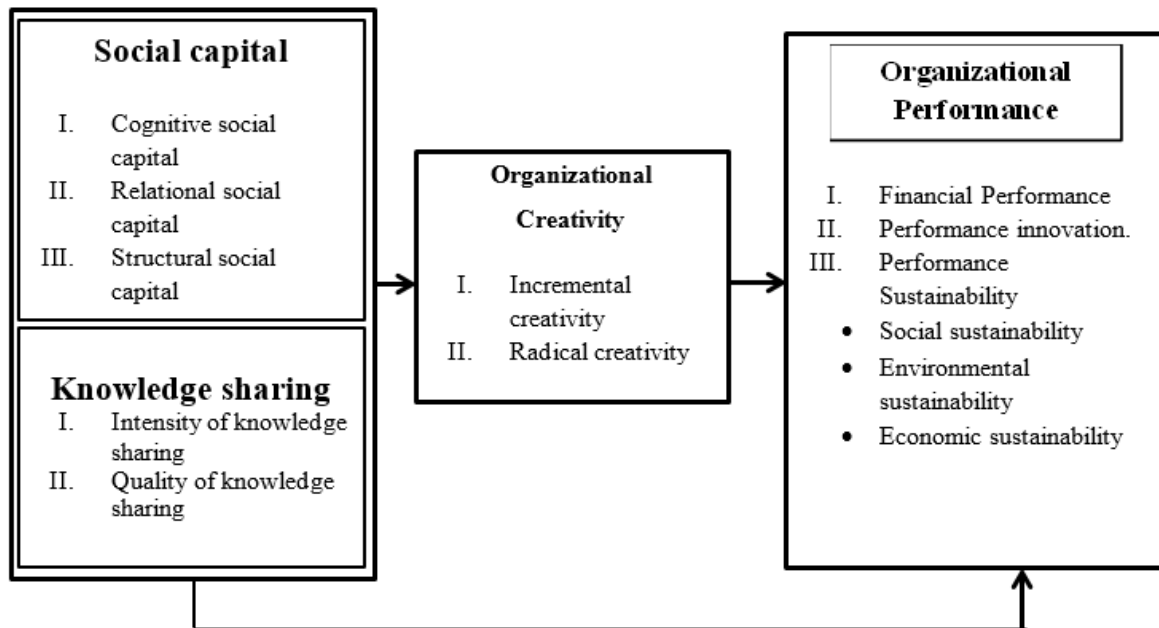 Social capital
I. Cognitive social
capital
II. Relational social
capital
III. Structural social
capital
Knowledge sharing
I. Intensity of knowledge
sharing
II. Quality of knowledge
sharing
Organizational
Creativity
I. Incremental
creativity
II. Radical creativity
Organizational
Performance
I. Financial Performance
II. Performance innovation.
III. Performance
Sustainability
• Social sustainability
• Environmental
sustainability
• Economic sustainability